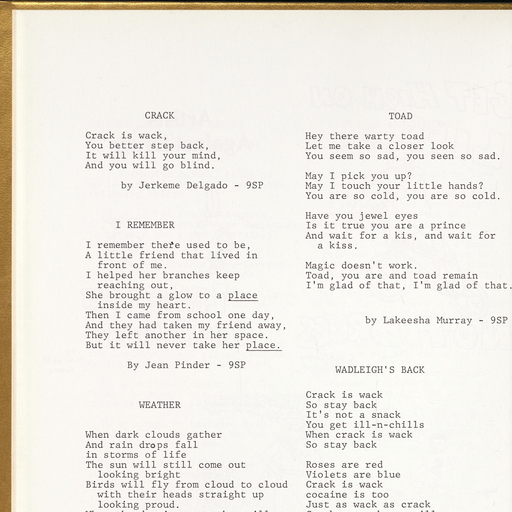 CRACK
Crack is wack,
You better step back,
It will kill your mind,
And you will go blind.
by Jerkeme Delgado - 9SP
I REMEMBER
I remember there used to be,
A little friend that lived in
front of me.
I helped her branches keep
reaching out,
She brought a glow to a place
inside my heart.
Then I came from school one day,
And they had taken my friend away,
They left another in her space.
But it will never take her place.
By Jean Pinder - 9SP
WEATHER
When dark clouds gather
And rain drops fall
in storms of life
The sun will still come out
looking bright
Birds will fly from cloud to cloud
with their heads straight up
looking proud.
TOAD
Hey there warty toad
Let me take a closer look
You seem so sad, you seen so sad.
May I pick you up?
May I touch your little hands?
You are so cold, you are so cold.
Have you jewel eyes
Is it true you are a prince
And wait for a kis, and wait for
a kiss.
Magic doesn't work.
Toad, you are and toad remain
I'm glad of that, I'm glad of that.
by Lakeesha Murray - 9SP
WADLEIGH'S BACK
Crack is wack
So stay back
It's not a snack
You get ill-n-chills
When crack is wack
So stay back
Roses are red
Violets are blue
Crack is wack
cocaine is too
Just as wack as crack